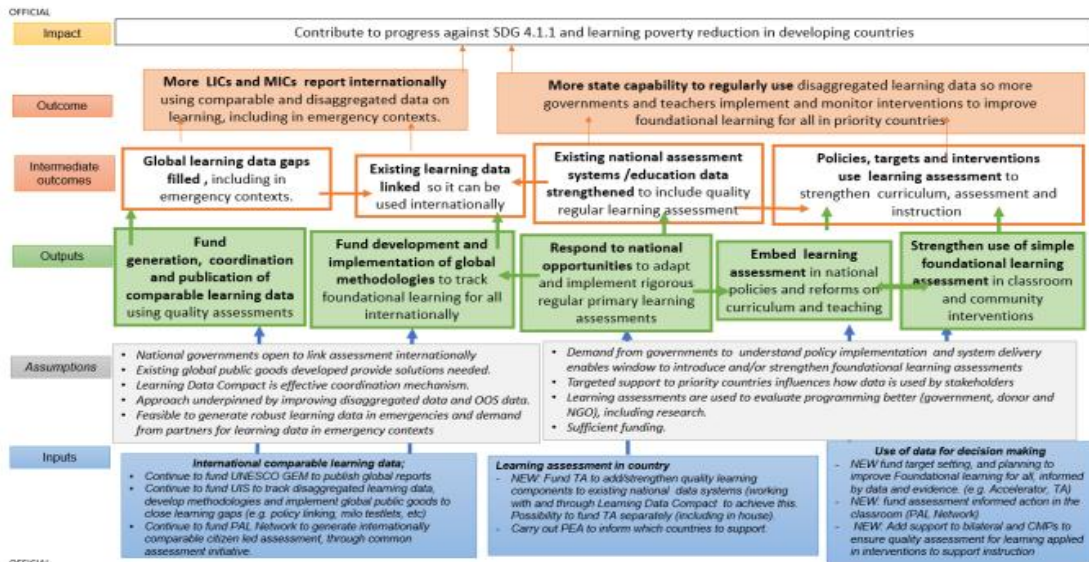 OFFICIAL
Impact
Contribute to progress against SDG 4.1.1 and learning poverty reduction in developing countries
Outcome
More LICs and MICs report internationally
using comparable and disaggregated data on
learning, including in emergency contexts.
More state capability to regularly use disaggregated learning data so more
governments and teachers implement and monitor interventions to improve
foundational learning for all in priority countries
Intermediate
outcomes
Global learning data gaps
filled , including in
emergency contexts.
Existing learning data
linked so it can be
used internationally
Existing national assessment
systems /education data
strengthened to include quality
regular learning assessment
Policies, targets and interventions
use learning assessment to
strengthen curriculum, assessment and
instruction
Outputs
Fund
generation, coordination
and publication of
comparable learning data
using quality assessments
Fund development and
implementation of global
methodologies to track
foundational learning for all
internationally
Respond to national
opportunities to adapt
and implement rigorous
regular primary learning
assessments
Embed learning
assessment in national
policies and reforms on
curriculum and teaching
Strengthen use of simple
foundational learning
assessment in classroom
and community
interventions
Assumptions
• National governments open to link assessment internationally
• Existing global public goods developed provide solutions needed.
• Learning Data Compact is effective coordination mechanism.
• Approach underpinned by improving disaggregated data and OOS data.
• Feasible to generate robust learning data in emergencies and demand
from partners for learning data in emergency contexts
• Demand from governments to understand policy implementation and system delivery
enables window to introduce and/or strengthen foundational learning assessments
• Targeted support to priority countries influences how data is used by stakeholders
• Learning assessments are used to evaluate programming better (government, donor and
NGO), including research.
• Sufficient funding.
Inputs
International comparable learning data;
• Continue to fund UNESCO GEM to publish global reports
• Continue to fund UIS to track disaggregated learning data,
develop methodologies and implement global public goods to
close learning gaps (e.g. policy linking, milo testlets, etc)
• Continue to fund PAL Network to generate internationally
comparable citizen led assessment, through common
assessment initiative.
Learning assessment in country
- NEW: Fund TA to add/strengthen quality learning
components to existing national data systems (working
with and through Learning Data Compact to achieve this.
Possibility to fund TA separately (including in house).
- Carry out PEA to inform which countries to support.
Use of data for decision making
- NEW fund target setting, and planning to
improve Foundational learning for all, informed
by data and evidence. (e.g. Accelerator, TA)
- NEW: fund assessment informed action in the
classroom (PAL Network)
- NEW: Add support to bilateral and CMPs to
ensure quality assessment for learning applied
in interventions to support instruction
OFFICIAL